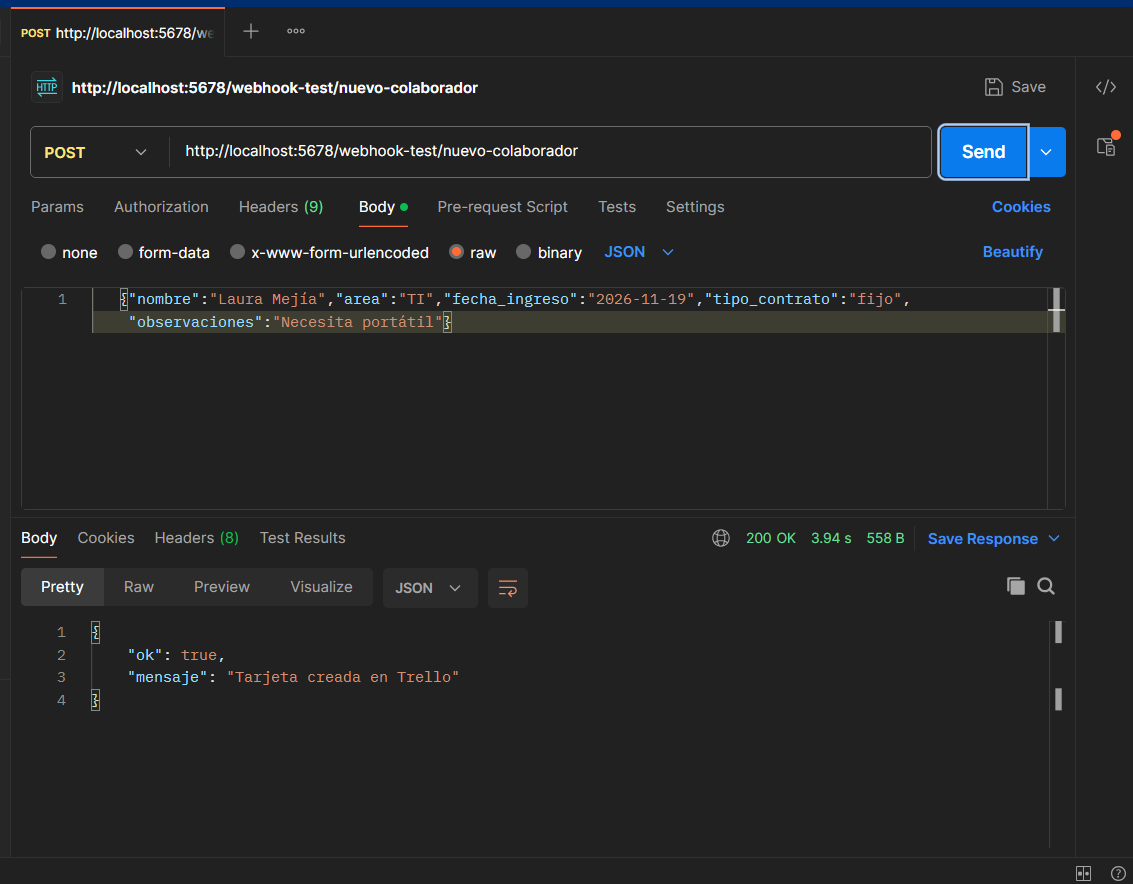 POST http://localhost:5678/we
HTTP http://localhost:5678/webhook-test/nuevo-colaborador Save
POST http://localhost:5678/webhook-test/nuevo-colaborador Send
Params Authorization Headers (9) Body Pre-request Script Tests Settings Cookies
none form-data x-www-form-urlencoded raw binary JSON Beautify
1 {"nombre":"Laura Mejía","area":"TI","fecha_ingreso":"2026-11-19","tipo_contrato":"fijo",
"observaciones":"Necesita portátil"}
Body Cookies Headers (8) Test Results 200 OK 3.94 s 558 B Save Response
Pretty Raw Preview Visualize JSON
1 {
2 "ok": true,
3 "mensaje": "Tarjeta creada en Trello"
4 }